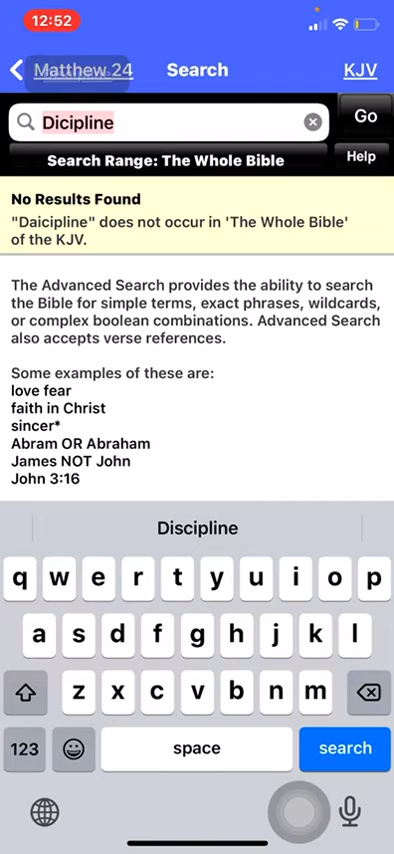 12:52
Matthew 24 Search KJV
Dicipline Go
Search Range: The Whole Bible Help
No Results Found
"Daicipline" does not occur in 'The Whole Bible'
of the KJV.
The Advanced Search provides the ability to search
the Bible for simple terms, exact phrases, wildcards,
or complex boolean combinations. Advanced Search
also accepts verse references.
Some examples of these are:
love fear
faith in Christ
sincer*
Abram OR Abraham
James NOT John
John 3:16
Discipline
q w e r t y u i o p
a s d f g h j k l
z x c v b n m
123 space search